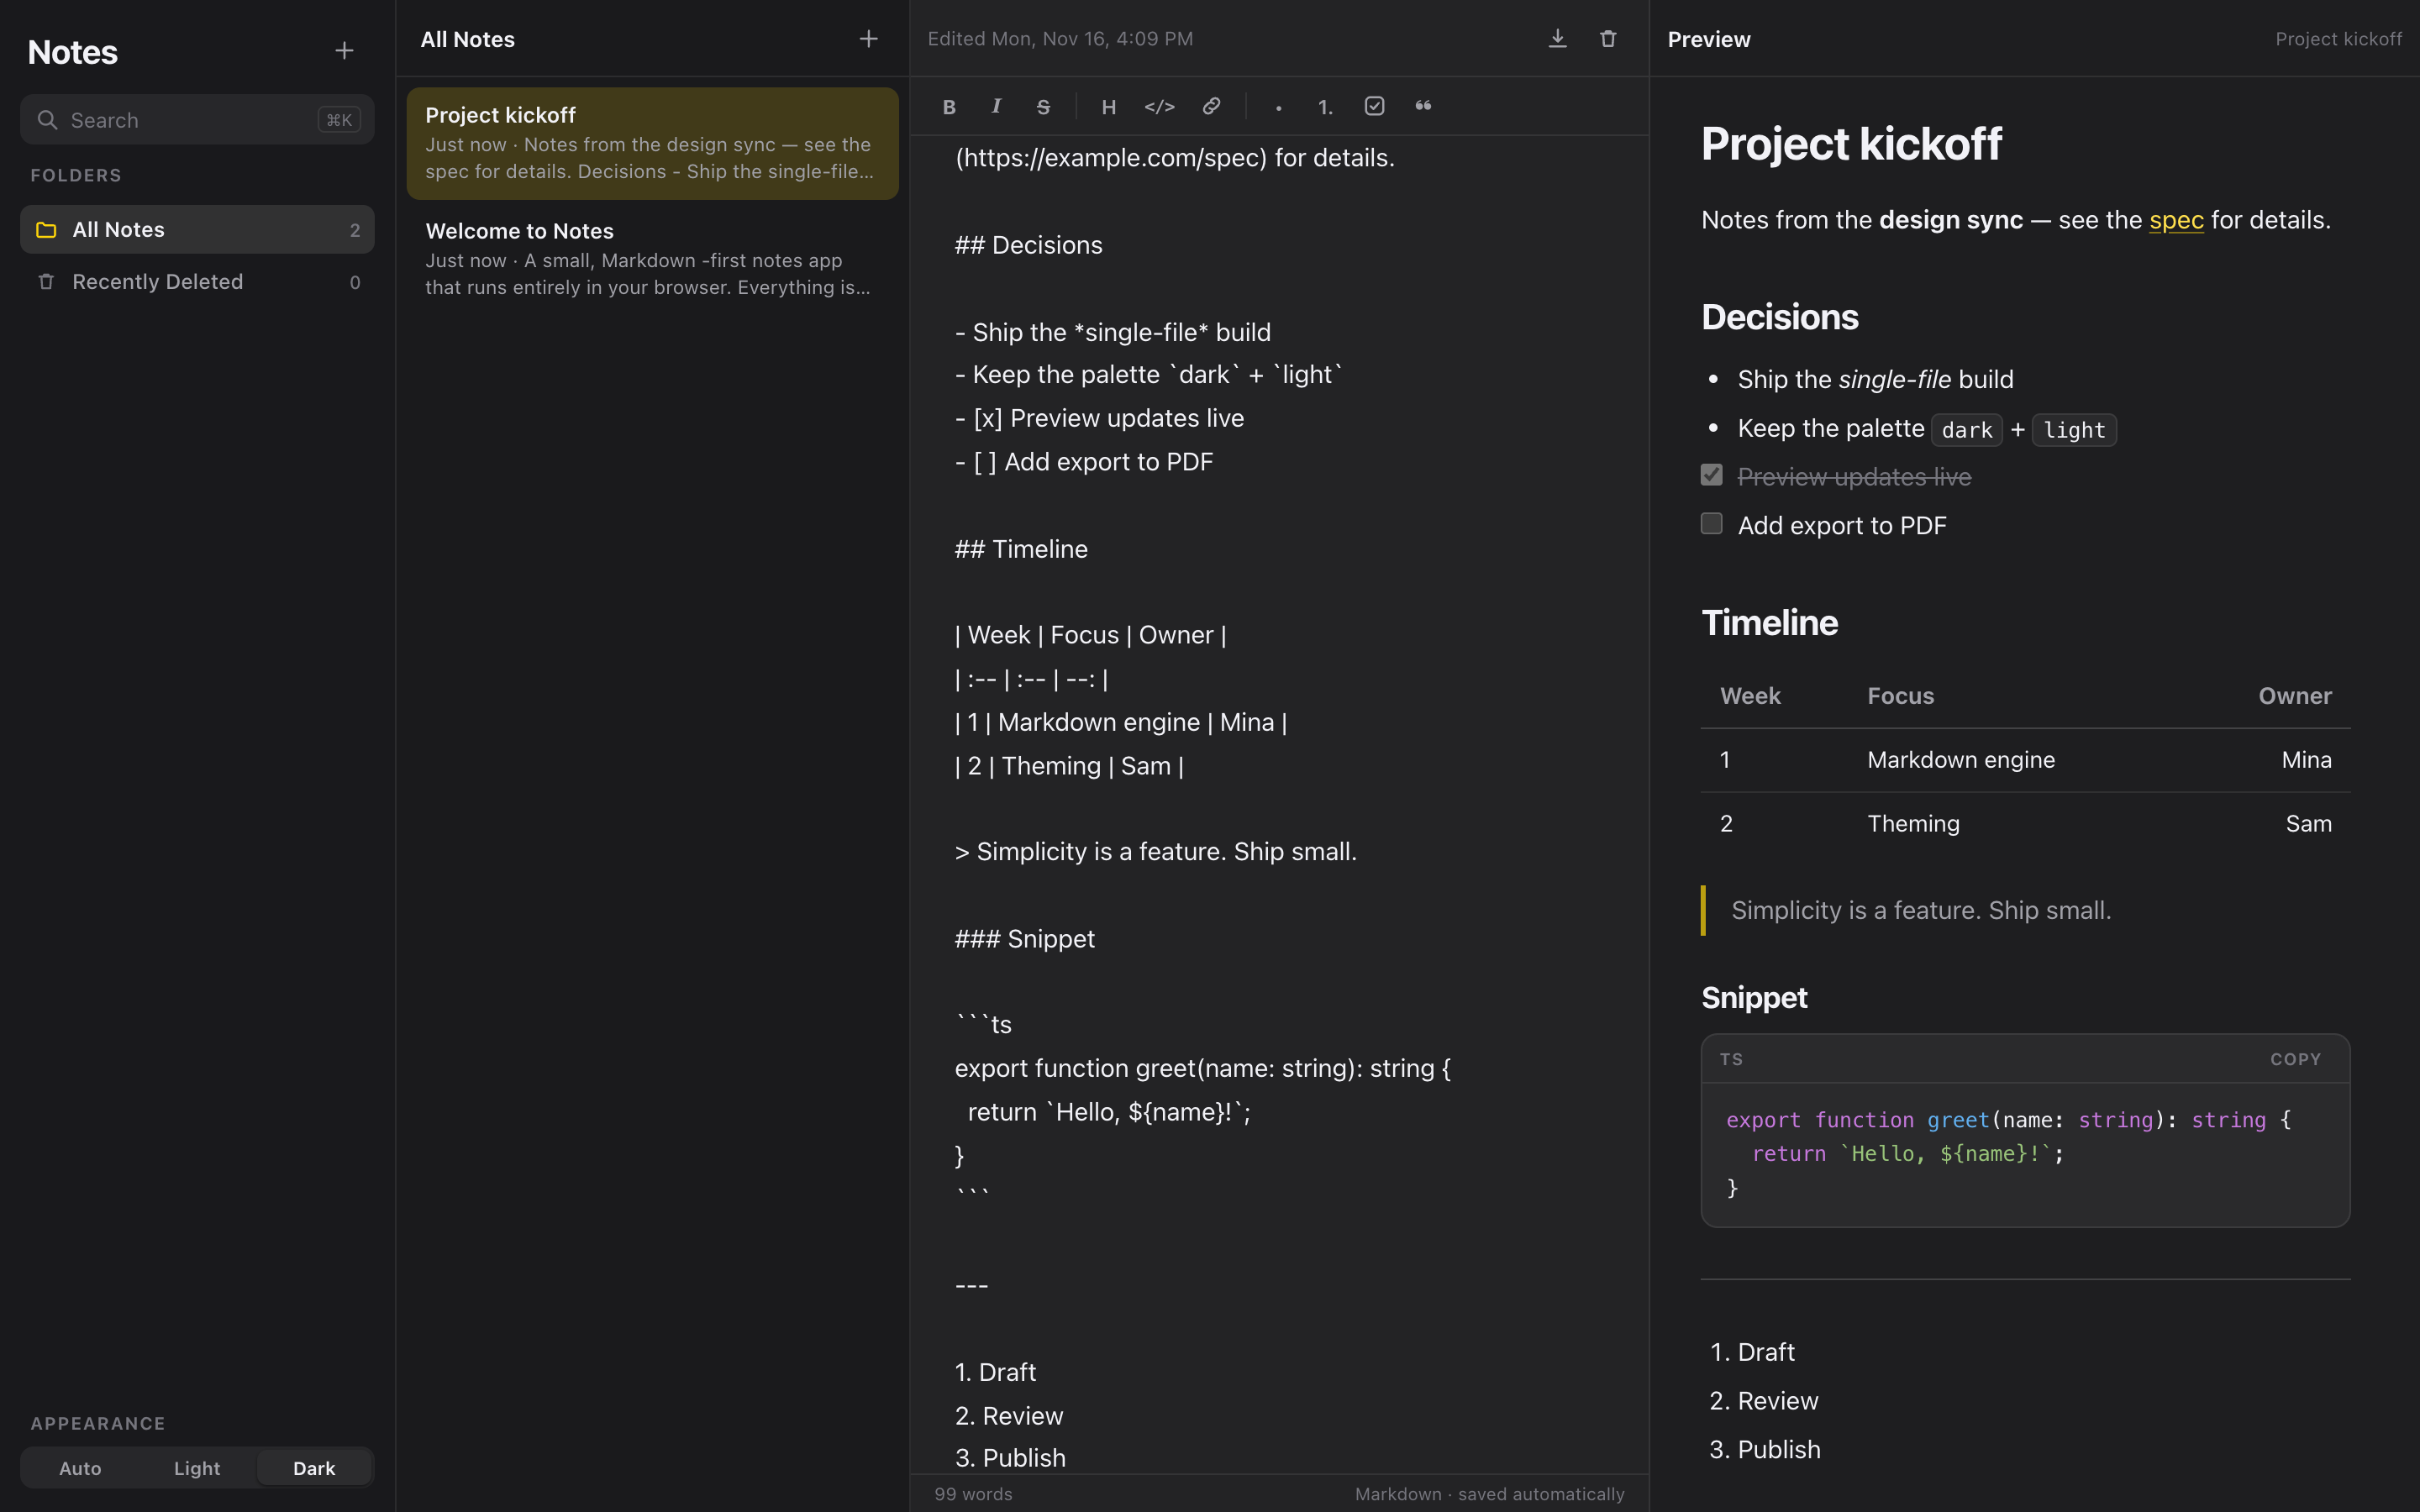 Notes
Search ⌘K
FOLDERS
All Notes 2
Recently Deleted 0
APPEARANCE
Auto Light Dark
All Notes
Project kickoff
Just now · Notes from the design sync — see the
spec for details. Decisions - Ship the single-file...
Welcome to Notes
Just now · A small, Markdown -first notes app
that runs entirely in your browser. Everything is...
Edited Mon, Nov 16, 4:09 PM
B I S H </> • 1. ❝
(https://example.com/spec) for details.
## Decisions
- Ship the *single-file* build
- Keep the palette `dark` + `light`
- [x] Preview updates live
- [ ] Add export to PDF
## Timeline
| Week | Focus | Owner |
| :-- | :-- | --: |
| 1 | Markdown engine | Mina |
| 2 | Theming | Sam |
> Simplicity is a feature. Ship small.
### Snippet
```ts
export function greet(name: string): string {
  return `Hello, ${name}!`;
}
```
---
1. Draft
2. Review
3. Publish
99 words Markdown · saved automatically
Preview Project kickoff
Project kickoff
Notes from the design sync — see the spec for details.
Decisions
• Ship the single-file build
• Keep the palette dark + light
Preview updates live
Add export to PDF
Timeline
Week Focus Owner
1 Markdown engine Mina
2 Theming Sam
Simplicity is a feature. Ship small.
Snippet
TS COPY
export function greet(name: string): string {
  return `Hello, ${name}!`;
}
1. Draft
2. Review
3. Publish